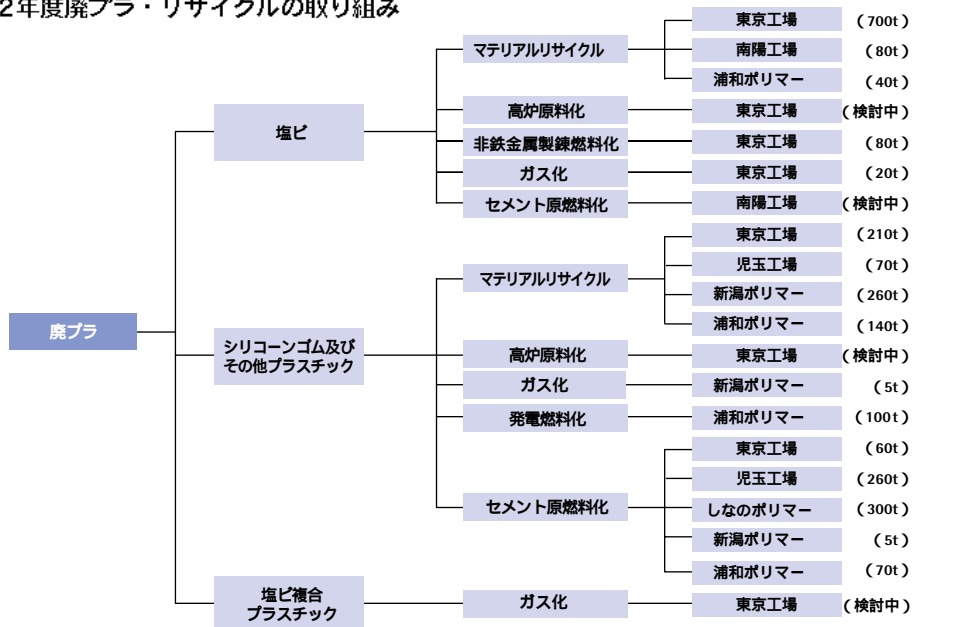 2年度廃プラ・リサイクルの取り組み
廃プラ
塩ビ
マテリアルリサイクル
東京工場 (700t)
南陽工場 (80t)
浦和ポリマー (40t)
高炉原料化
東京工場 (検討中)
非鉄金属製錬燃料化
東京工場 (80t)
ガス化
東京工場 (20t)
セメント原燃料化
南陽工場 (検討中)
シリコーンゴム及び
その他プラスチック
マテリアルリサイクル
東京工場 (210t)
児玉工場 (70t)
新潟ポリマー (260t)
浦和ポリマー (140t)
高炉原料化
東京工場 (検討中)
ガス化
新潟ポリマー (5t)
発電燃料化
浦和ポリマー (100t)
セメント原燃料化
東京工場 (60t)
児玉工場 (260t)
しなのポリマー (300t)
新潟ポリマー (5t)
浦和ポリマー (70t)
塩ビ複合
プラスチック
ガス化
東京工場 (検討中)